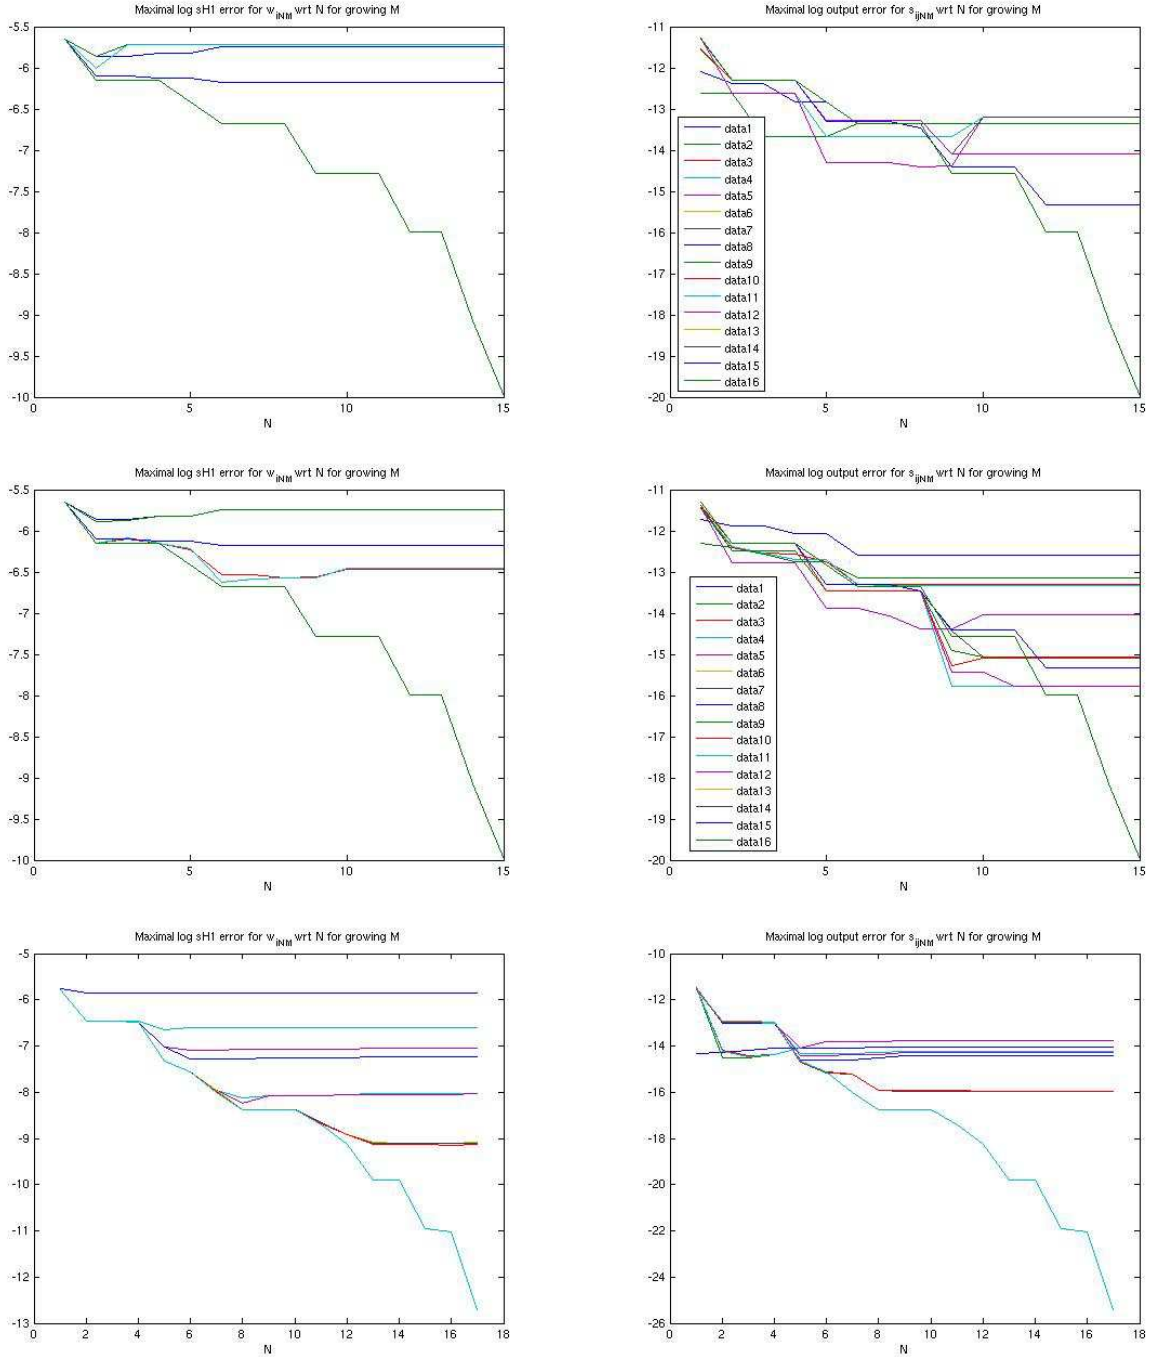 Maximal log sH1 error for w_iNM wrt N for growing M
-5.5
-6
-6.5
-7
-7.5
-8
-8.5
-9
-9.5
-10
0 5 10 15
N
Maximal log output error for s_ijNM wrt N for growing M
-11
-12
-13
-14
-15
-16
-17
-18
-19
-20
data1
data2
data3
data4
data5
data6
data7
data8
data9
data10
data11
data12
data13
data14
data15
data16
0 5 10 15
N
Maximal log sH1 error for w_iNM wrt N for growing M
-5.5
-6
-6.5
-7
-7.5
-8
-8.5
-9
-9.5
-10
0 5 10 15
N
Maximal log output error for s_ijNM wrt N for growing M
-11
-12
-13
-14
-15
-16
-17
-18
-19
-20
data1
data2
data3
data4
data5
data6
data7
data8
data9
data10
data11
data12
data13
data14
data15
data16
0 5 10 15
N
Maximal log sH1 error for w_iNM wrt N for growing M
-5
-6
-7
-8
-9
-10
-11
-12
-13
0 2 4 6 8 10 12 14 16 18
N
Maximal log output error for s_ijNM wrt N for growing M
-10
-12
-14
-16
-18
-20
-22
-24
-26
0 2 4 6 8 10 12 14 16 18
N